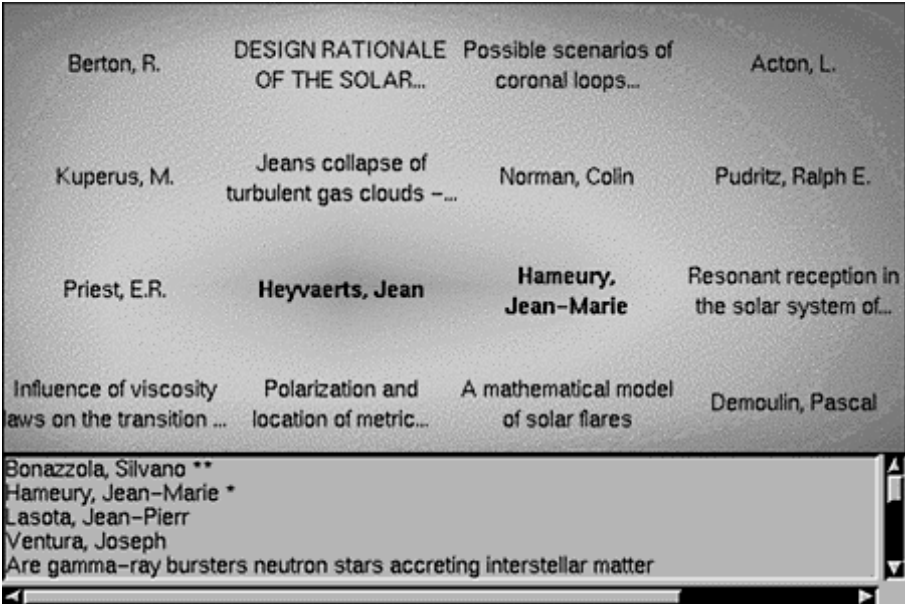 Berton, R.
DESIGN RATIONALE
OF THE SOLAR...
Possible scenarios of
coronal loops...
Acton, L.
Kuperus, M.
Jeans collapse of
turbulent gas clouds –...
Norman, Colin
Pudritz, Ralph E.
Priest, E.R.
Heyvaerts, Jean
Hameury,
Jean–Marie
Resonant reception in
the solar system of...
Influence of viscosity
laws on the transition ...
Polarization and
location of metric...
A mathematical model
of solar flares
Demoulin, Pascal
Bonazzola, Silvano **
Hameury, Jean–Marie *
Lasota, Jean–Pierr
Ventura, Joseph
Are gamma–ray bursters neutron stars accreting interstellar matter